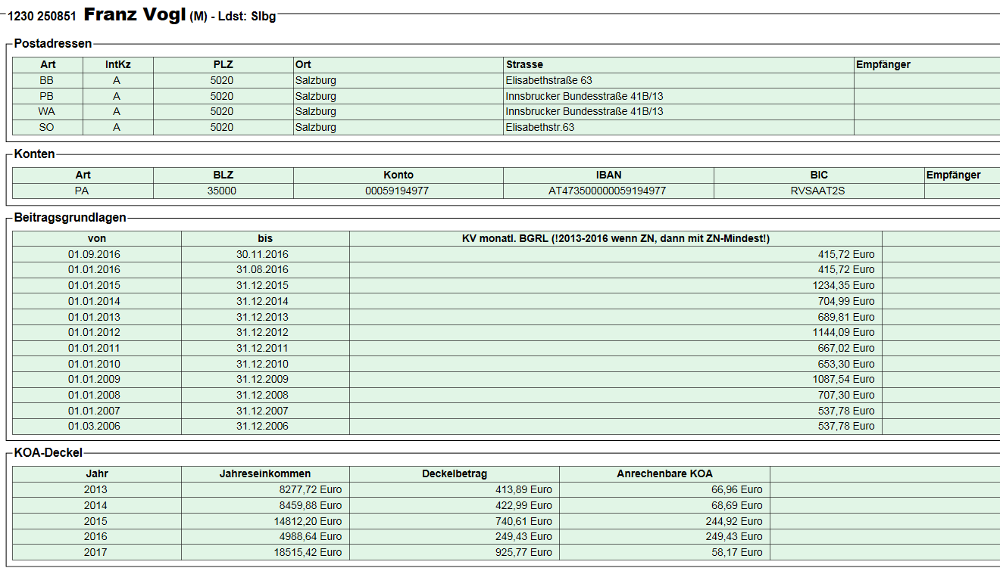 1230 250851 Franz Vogl (M) - Ldst: Slbg
Postadressen
Art IntKz PLZ Ort Strasse Empfänger
BB A 5020 Salzburg Elisabethstraße 63
PB A 5020 Salzburg Innsbrucker Bundesstraße 41B/13
WA A 5020 Salzburg Innsbrucker Bundesstraße 41B/13
SO A 5020 Salzburg Elisabethstr.63
Konten
Art BLZ Konto IBAN BIC Empfänger
PA 35000 00059194977 AT473500000059194977 RVSAAT2S
Beitragsgrundlagen
von bis KV monatl. BGRL (!2013-2016 wenn ZN, dann mit ZN-Mindest!)
01.09.2016 30.11.2016 415,72 Euro
01.01.2016 31.08.2016 415,72 Euro
01.01.2015 31.12.2015 1234,35 Euro
01.01.2014 31.12.2014 704,99 Euro
01.01.2013 31.12.2013 689,81 Euro
01.01.2012 31.12.2012 1144,09 Euro
01.01.2011 31.12.2011 667,02 Euro
01.01.2010 31.12.2010 653,30 Euro
01.01.2009 31.12.2009 1087,54 Euro
01.01.2008 31.12.2008 707,30 Euro
01.01.2007 31.12.2007 537,78 Euro
01.03.2006 31.12.2006 537,78 Euro
KOA-Deckel
Jahr Jahreseinkommen Deckelbetrag Anrechenbare KOA
2013 8277,72 Euro 413,89 Euro 66,96 Euro
2014 8459,88 Euro 422,99 Euro 68,69 Euro
2015 14812,20 Euro 740,61 Euro 244,92 Euro
2016 4988,64 Euro 249,43 Euro 249,43 Euro
2017 18515,42 Euro 925,77 Euro 58,17 Euro